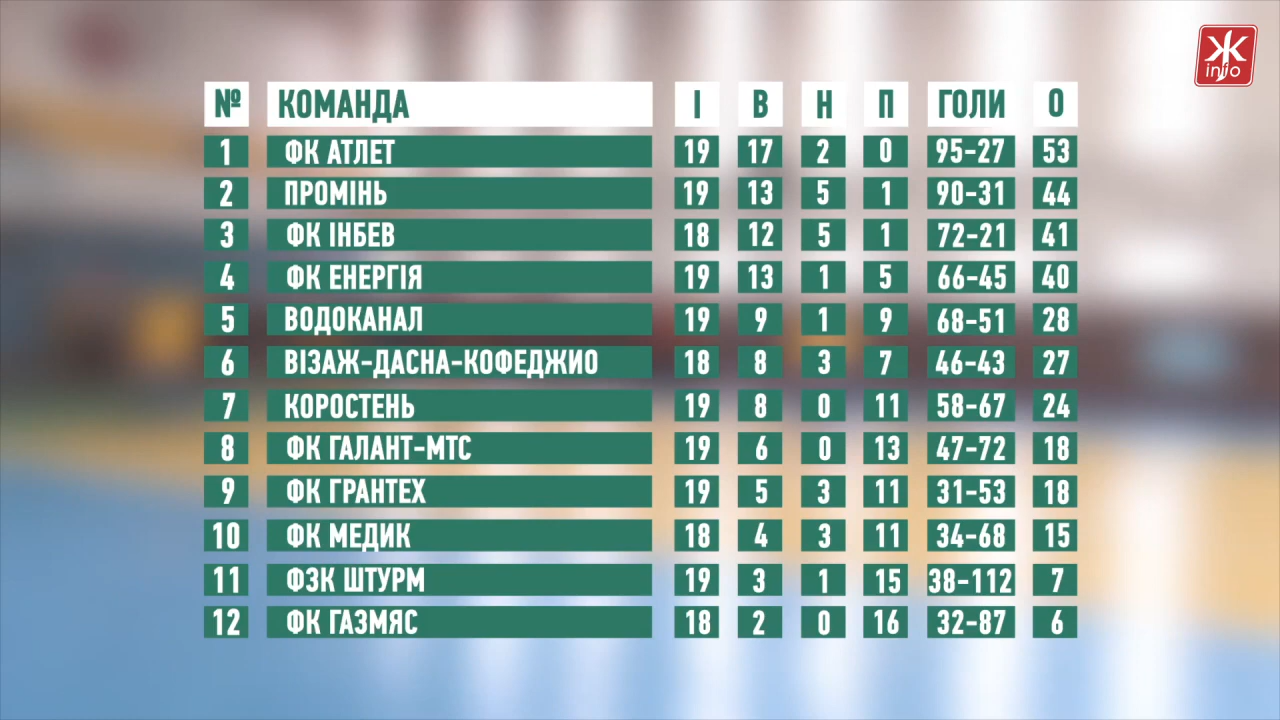 Ж info
№ КОМАНДА І В Н П ГОЛИ О
1 ФК АТЛЕТ 19 17 2 0 95-27 53
2 ПРОМІНЬ 19 13 5 1 90-31 44
3 ФК ІНБЕВ 18 12 5 1 72-21 41
4 ФК ЕНЕРГІЯ 19 13 1 5 66-45 40
5 ВОДОКАНАЛ 19 9 1 9 68-51 28
6 ВІЗАЖ-ДАСНА-КОФЕДЖИО 18 8 3 7 46-43 27
7 КОРОСТЕНЬ 19 8 0 11 58-67 24
8 ФК ГАЛАНТ-МТС 19 6 0 13 47-72 18
9 ФК ГРАНТЕХ 19 5 3 11 31-53 18
10 ФК МЕДИК 18 4 3 11 34-68 15
11 ФЗК ШТУРМ 19 3 1 15 38-112 7
12 ФК ГАЗМЯС 18 2 0 16 32-87 6